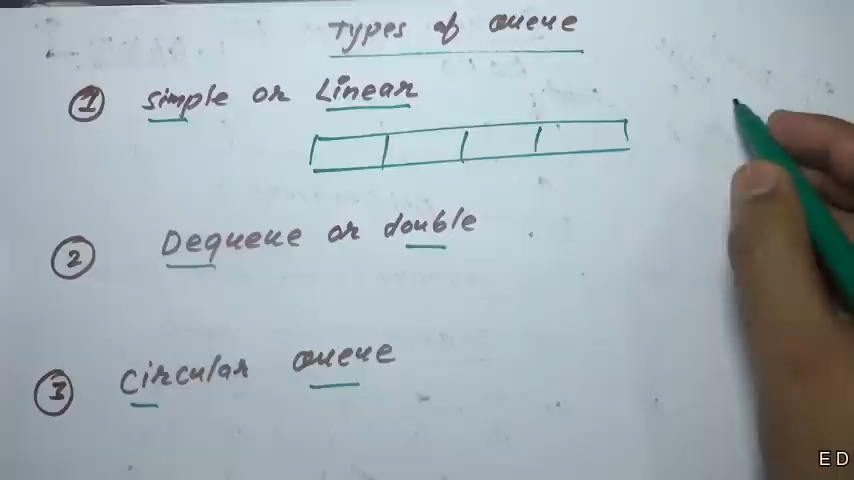 Types of Queue
1 simple or Linear
2 Dequeue or double
3 Circular Queue
E D